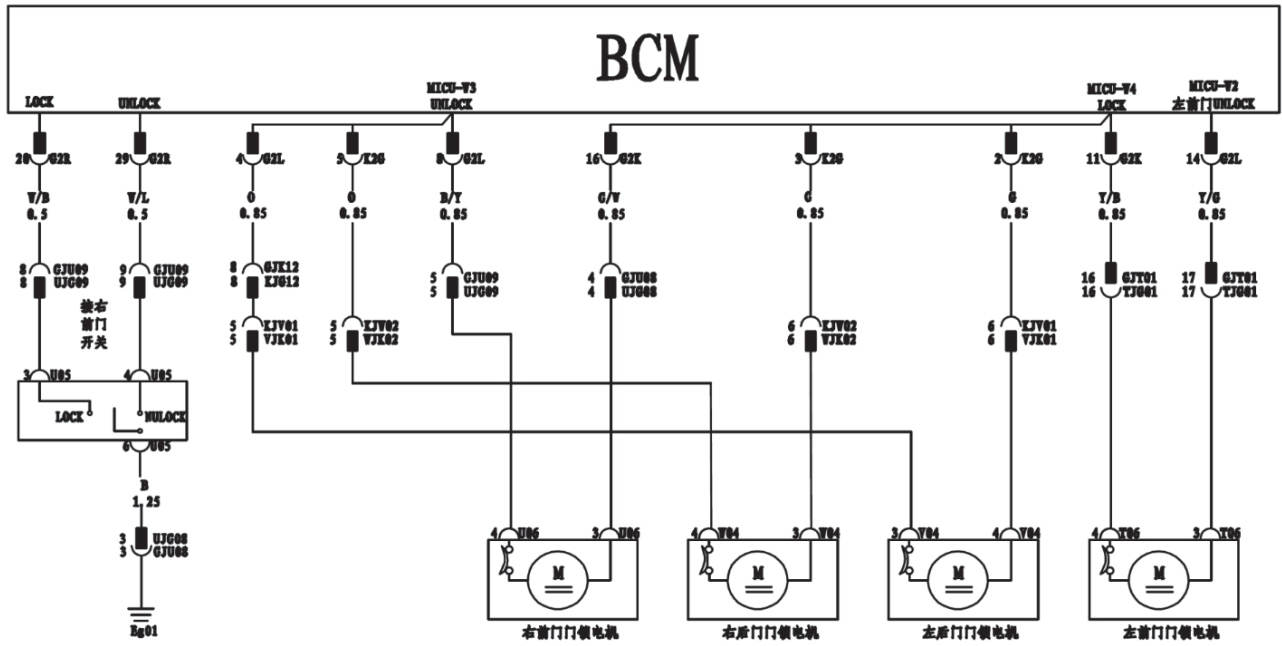 BCM
LOCK
UNLOCK
MICU-W3
UNLOCK
MICU-W4
LOCK
MICU-W2
左前门UNLOCK
28 G2R
29 G2R
4 G2L
5 K2G
8 G2L
16 G2K
3 K2G
2 K2G
11 G2K
14 G2L
W/B
0.5
W/L
0.5
O
0.85
O
0.85
B/Y
0.85
G/W
0.85
G
0.85
G
0.85
Y/B
0.85
Y/G
0.85
8 GJU09
8 UJG09
9 GJU09
9 UJG09
8 GJK12
8 KJG12
5 GJU09
5 UJG09
4 GJU08
4 UJG08
16 GJT01
16 TJG01
17 GJT01
17 TJG01
接右
前门
开关
5 KJV01
5 VJK01
5 KJW02
5 WJK02
6 KJW02
6 WJK02
6 KJV01
6 VJK01
3 U05
4 U05
LOCK
NULOCK
6 U05
B
1.25
3 UJG08
3 GJU08
Eg01
4 U06
3 U06
4 W04
3 W04
3 V04
4 V04
4 T06
3 T06
M
M
M
M
右前门门锁电机
右后门门锁电机
左后门门锁电机
左前门门锁电机